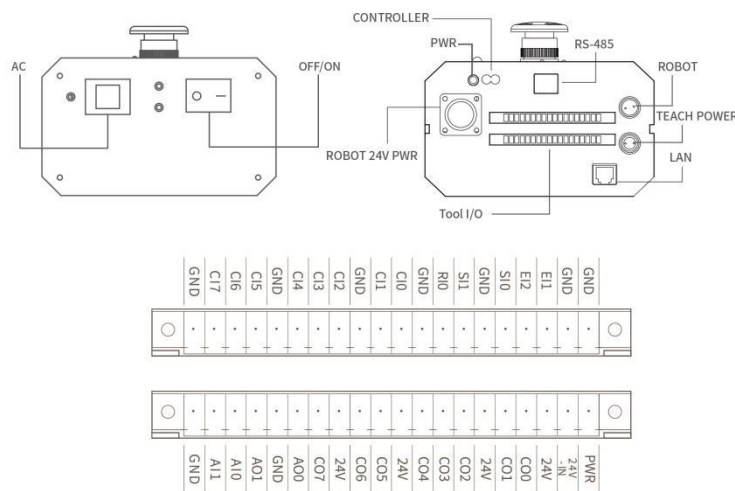 CONTROLLER
PWR
RS-485
AC
OFF/ON
ROBOT
TEACH POWER
ROBOT 24V PWR
LAN
Tool I/O
GND CI7 CI6 CI5 GND CI4 CI3 CI2 GND CI1 CI0 GND RI0 SI1 GND SI0 EI2 EI1 GND GND
GND AI1 AI0 AO1 GND AO0 CO7 24V CO6 CO5 24V CO4 CO3 CO2 24V CO1 CO0 24V 24V -IN PWR